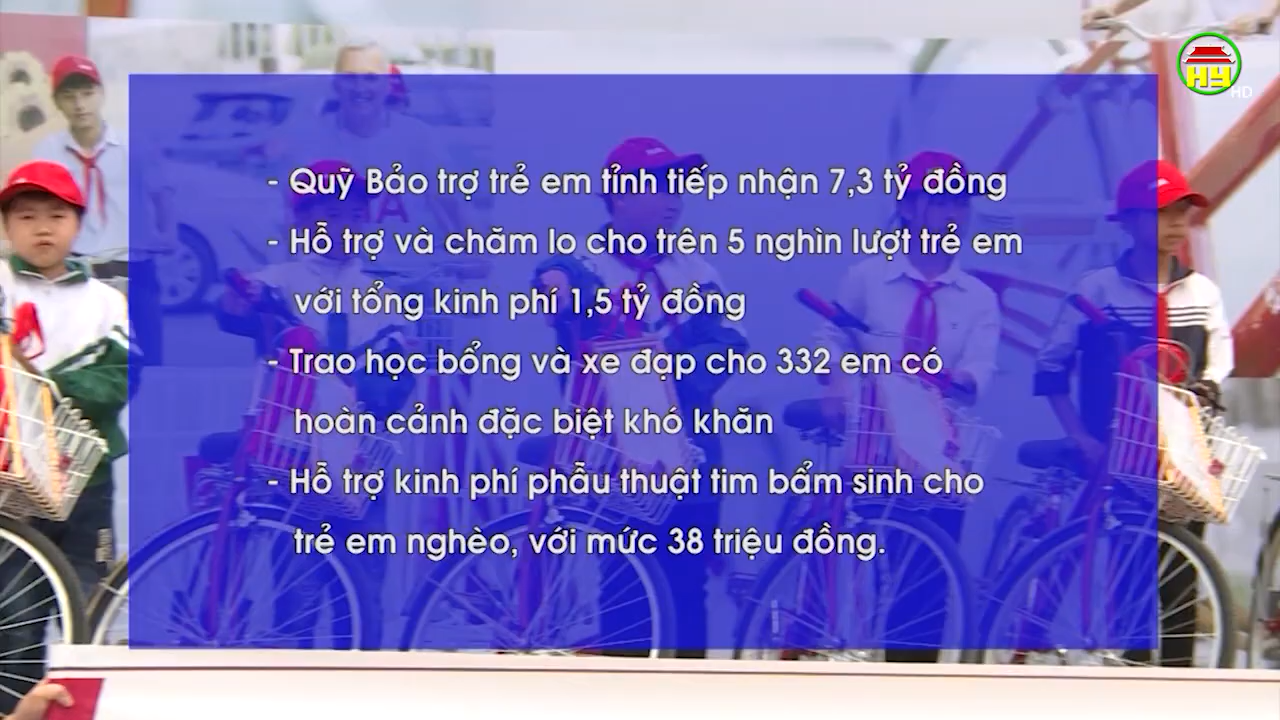 HY
HD
- Quỹ Bảo trợ trẻ em tỉnh tiếp nhận 7,3 tỷ đồng
- Hỗ trợ và chăm lo cho trên 5 nghìn lượt trẻ em
với tổng kinh phí 1,5 tỷ đồng
- Trao học bổng và xe đạp cho 332 em có
hoàn cảnh đặc biệt khó khăn
- Hỗ trợ kinh phí phẫu thuật tim bẩm sinh cho
trẻ em nghèo, với mức 38 triệu đồng.